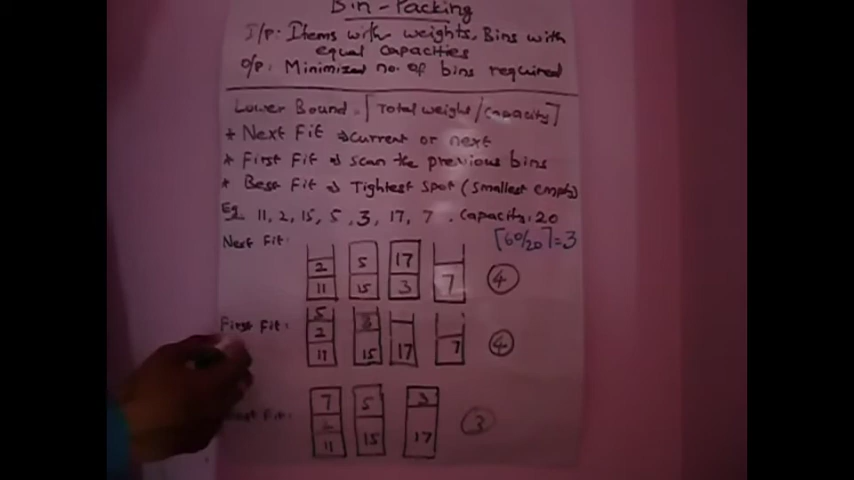 Bin - Packing
I/p: Items with weights, Bins with
equal capacities
O/p: Minimized no. of bins required
Lower Bound = ⌈Total weight / Capacity⌉
* Next Fit ⇒ current or next
* First Fit ⇒ scan the previous bins
* Best Fit ⇒ Tightest spot (smallest empty)
Eg. 11, 2, 15, 5, 3, 17, 7. Capacity: 20
⌈60/20⌉ = 3
Next Fit:
2 5 17
11 15 3 7 4
First Fit:
5
2 3
11 15 17 7 4
Fit:
7 5 3
11 15 17 3